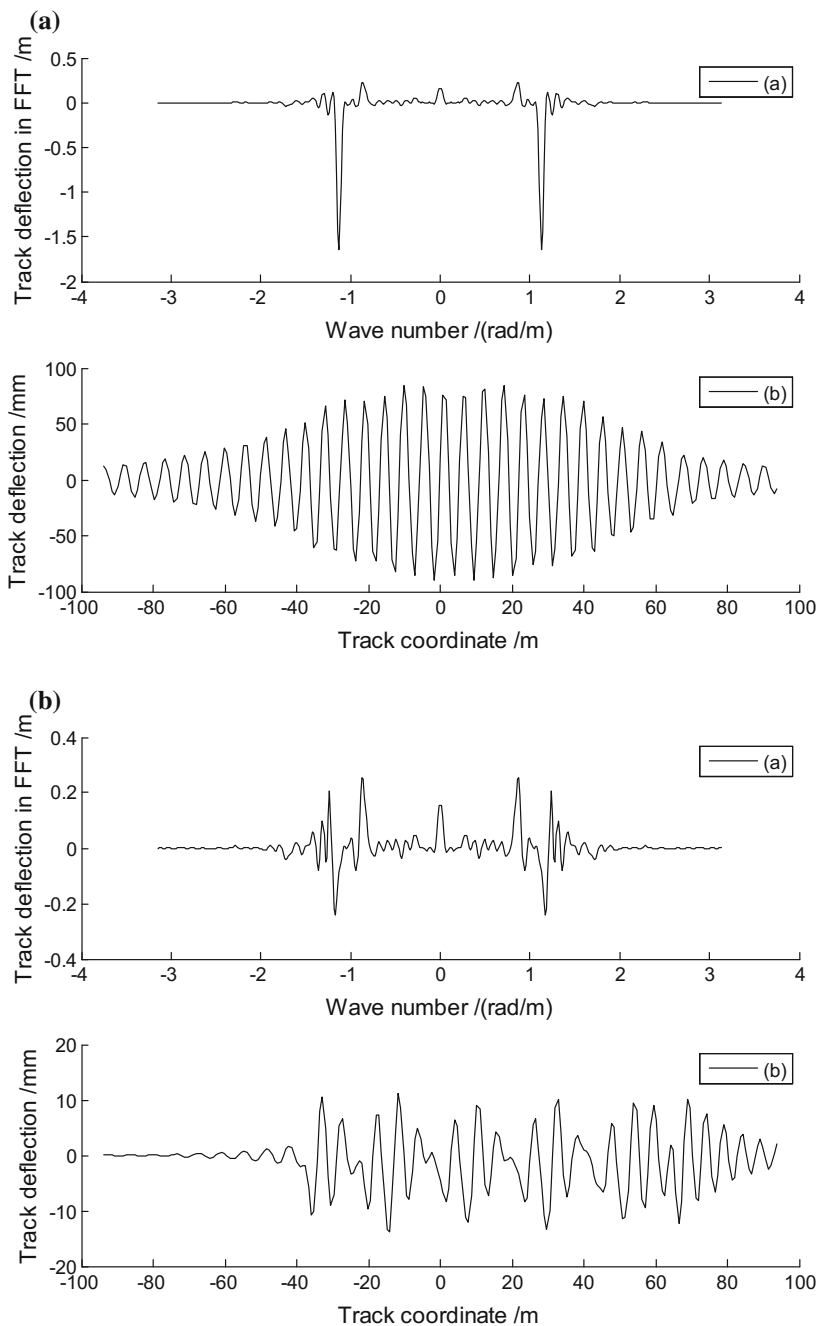 (a)
Track deflection in FFT /m
0.5
0
-0.5
-1
-1.5
-2
(a)
-4 -3 -2 -1 0 1 2 3 4
Wave number /(rad/m)
Track deflection /mm
100
50
0
-50
-100
(b)
-100 -80 -60 -40 -20 0 20 40 60 80 100
Track coordinate /m
(b)
Track deflection in FFT /m
0.4
0.2
0
-0.2
-0.4
(a)
-4 -3 -2 -1 0 1 2 3 4
Wave number /(rad/m)
Track deflection /mm
20
10
0
-10
-20
(b)
-100 -80 -60 -40 -20 0 20 40 60 80 100
Track coordinate /m